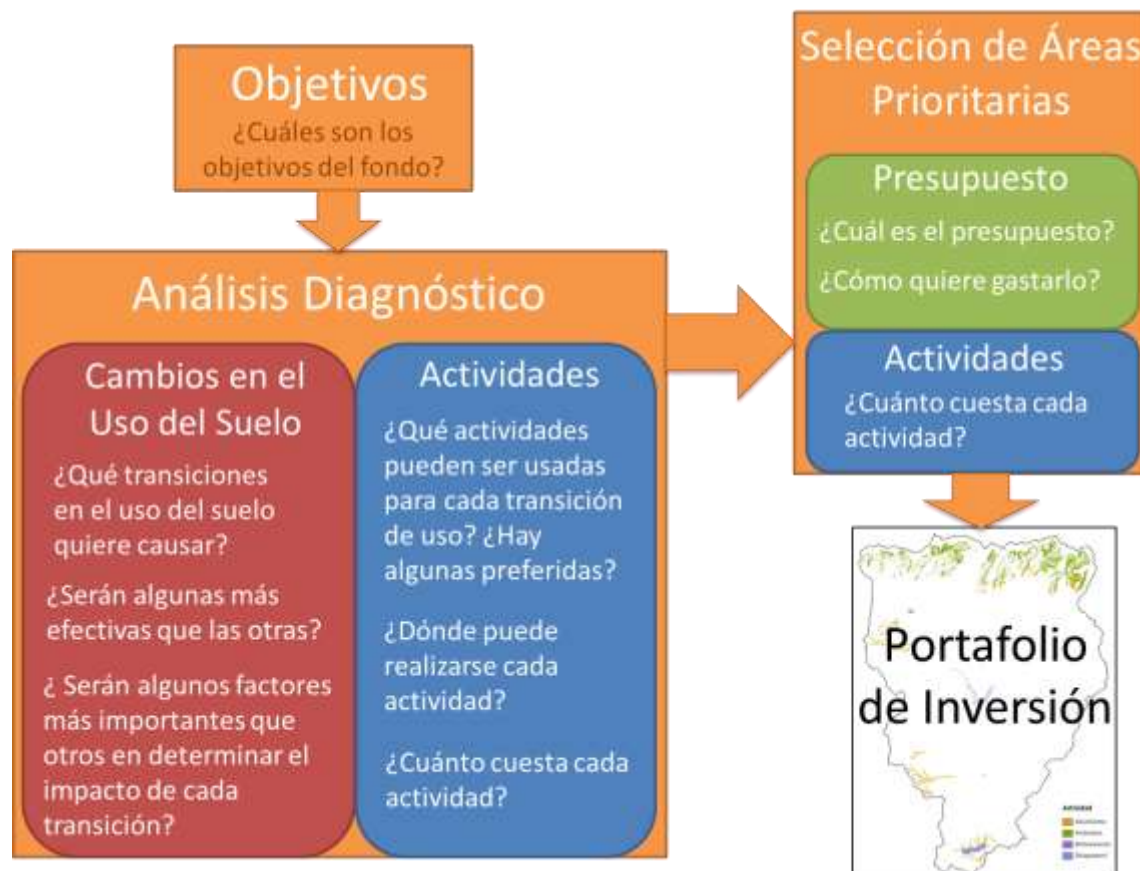 Objetivos
¿Cuáles son los
objetivos del fondo?
Análisis Diagnóstico
Cambios en el
Uso del Suelo
¿Qué transiciones
en el uso del suelo
quiere causar?
¿Serán algunas más
efectivas que las otras?
¿ Serán algunos factores
más importantes que
otros en determinar el
impacto de cada
transición?
Actividades
¿Qué actividades
pueden ser usadas
para cada transición
de uso? ¿Hay
algunas preferidas?
¿Dónde puede
realizarse cada
actividad?
¿Cuánto cuesta cada
actividad?
Selección de Áreas
Prioritarias
Presupuesto
¿Cuál es el presupuesto?
¿Cómo quiere gastarlo?
Actividades
¿Cuánto cuesta cada
actividad?
Portafolio
de Inversión